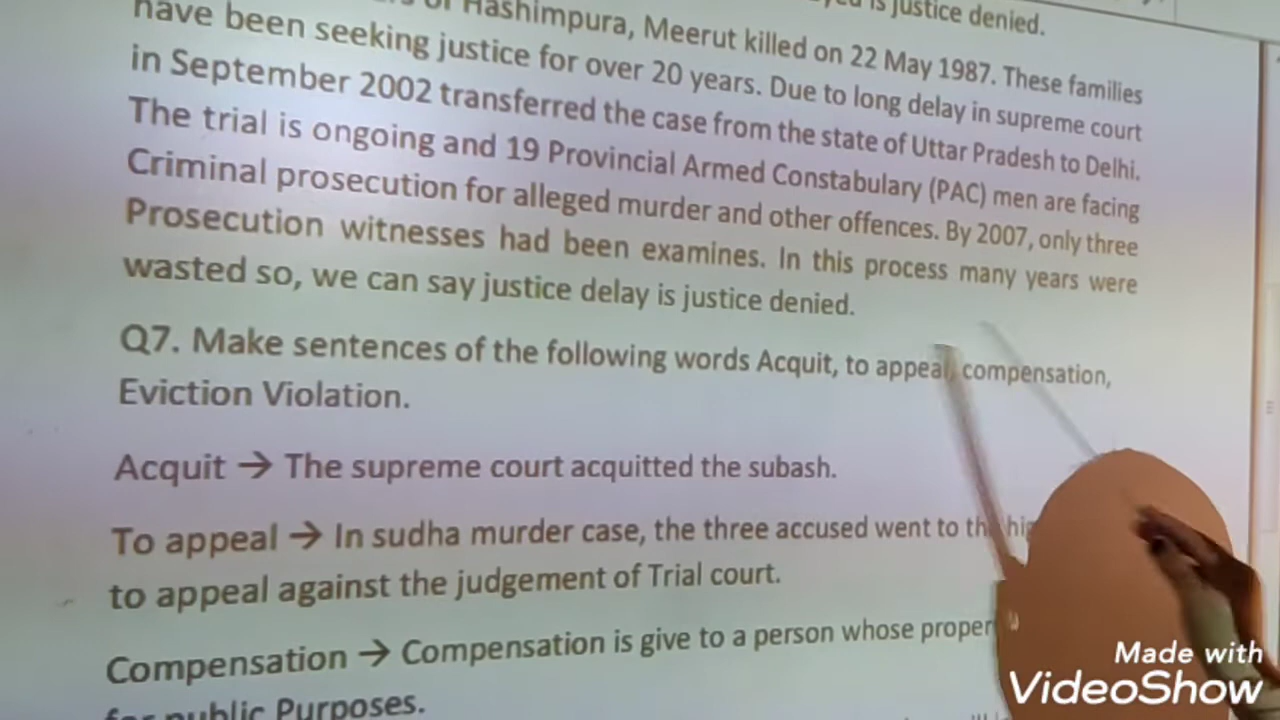 is justice denied.
of Hashimpura, Meerut killed on 22 May 1987. These families
have been seeking justice for over 20 years. Due to long delay in supreme court
in September 2002 transferred the case from the state of Uttar Pradesh to Delhi.
The trial is ongoing and 19 Provincial Armed Constabulary (PAC) men are facing
Criminal prosecution for alleged murder and other offences. By 2007, only three
Prosecution witnesses had been examines. In this process many years were
wasted so, we can say justice delay is justice denied.
Q7. Make sentences of the following words Acquit, to appeal, compensation,
Eviction Violation.
Acquit → The supreme court acquitted the subash.
To appeal → In sudha murder case, the three accused went to
to appeal against the judgement of Trial court.
Compensation → Compensation is give to a person whose
for public Purposes.
Made with
VideoShow